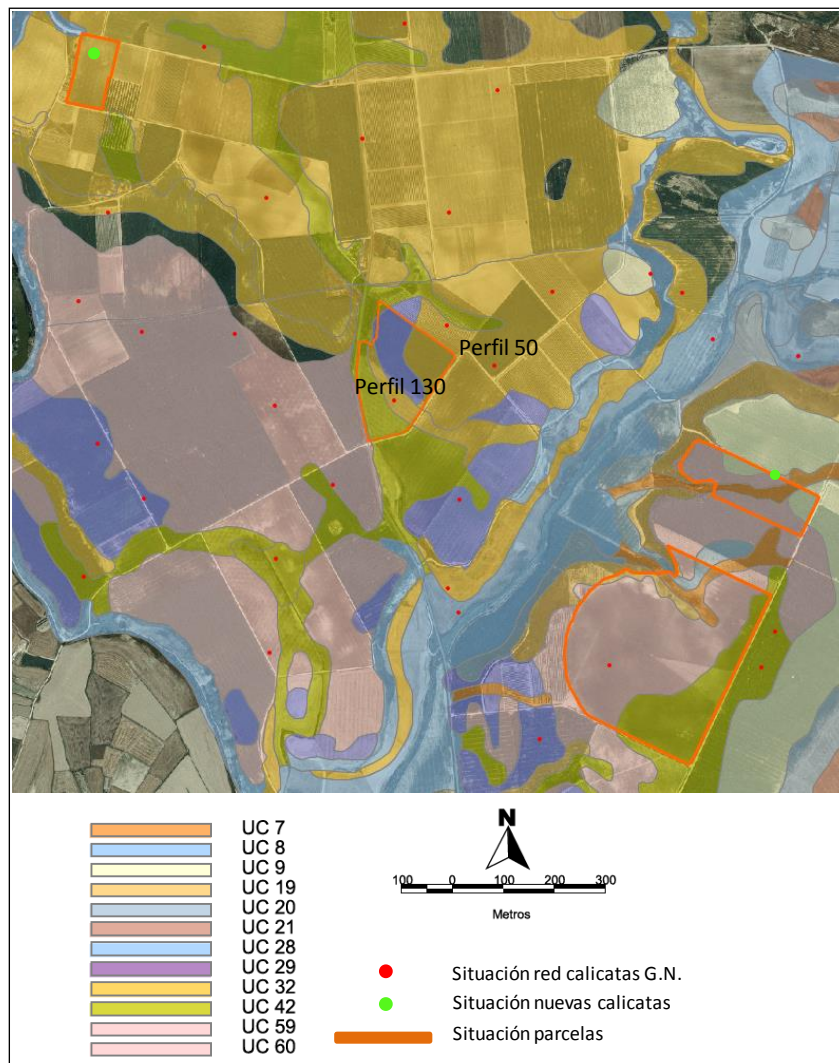 Perfil 50
Perfil 130
UC 7
UC 8
UC 9
UC 19
UC 20
UC 21
UC 28
UC 29
UC 32
UC 42
UC 59
UC 60
N
100 0 100 200 300
Metros
Situación red calicatas G.N.
Situación nuevas calicatas
Situación parcelas